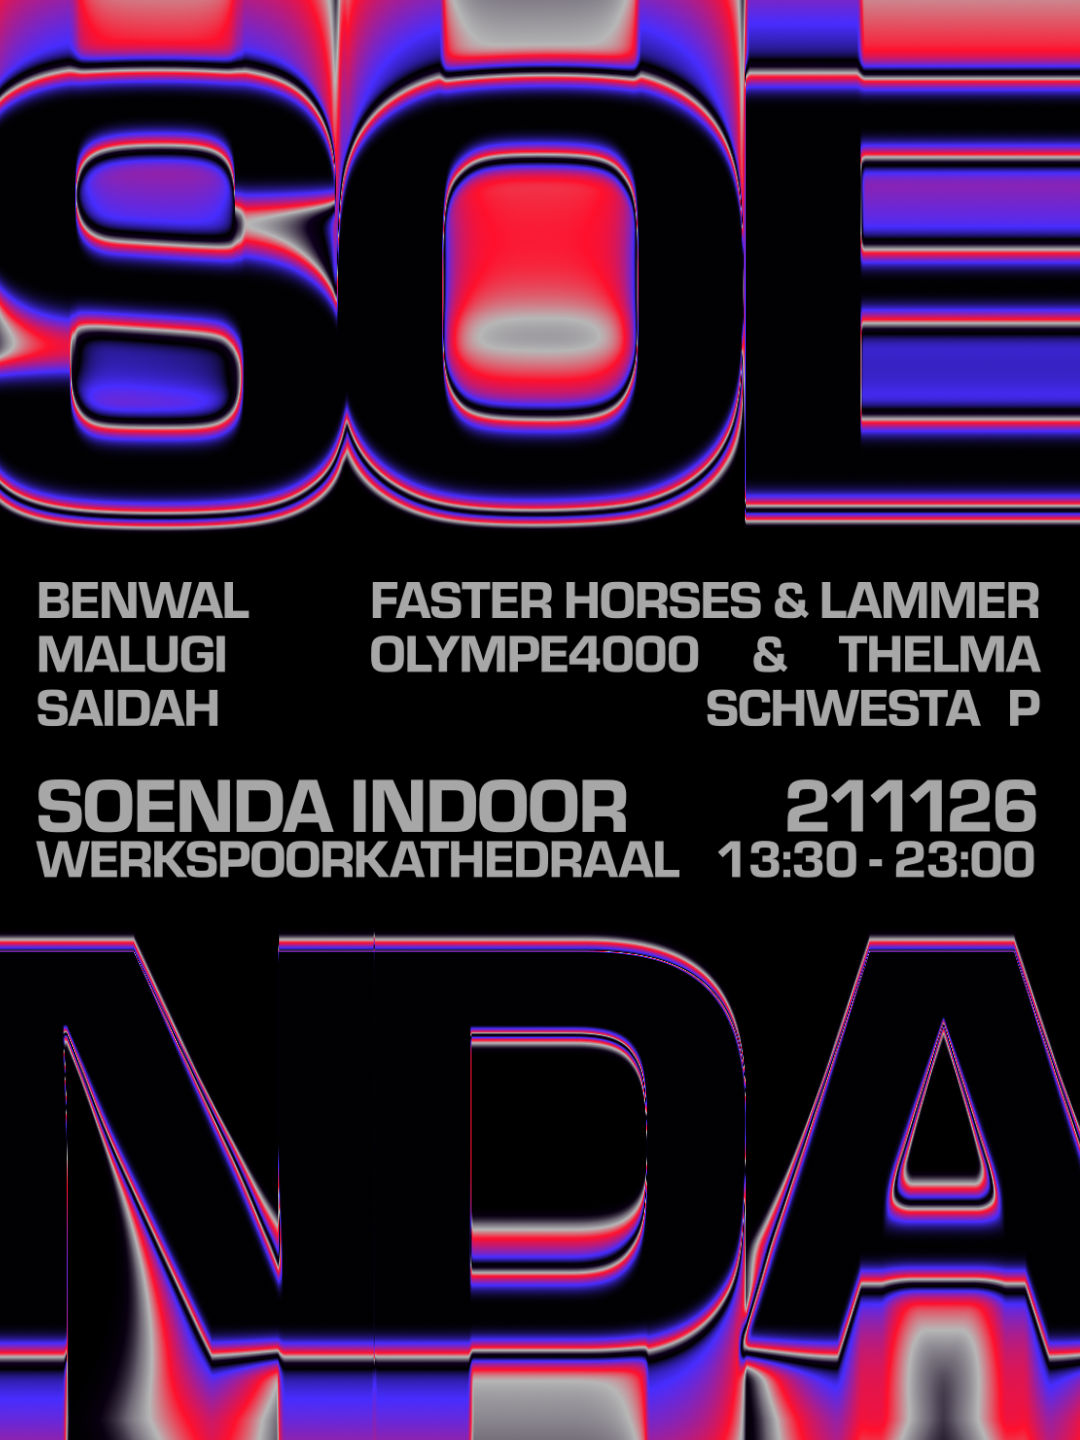 SOE
BENWAL FASTER HORSES & LAMMER
MALUGI OLYMPE4000 & THELMA
SAIDAH SCHWESTA P
SOENDA INDOOR 211126
WERKSPOORKATHEDRAAL 13:30 - 23:00
NDA